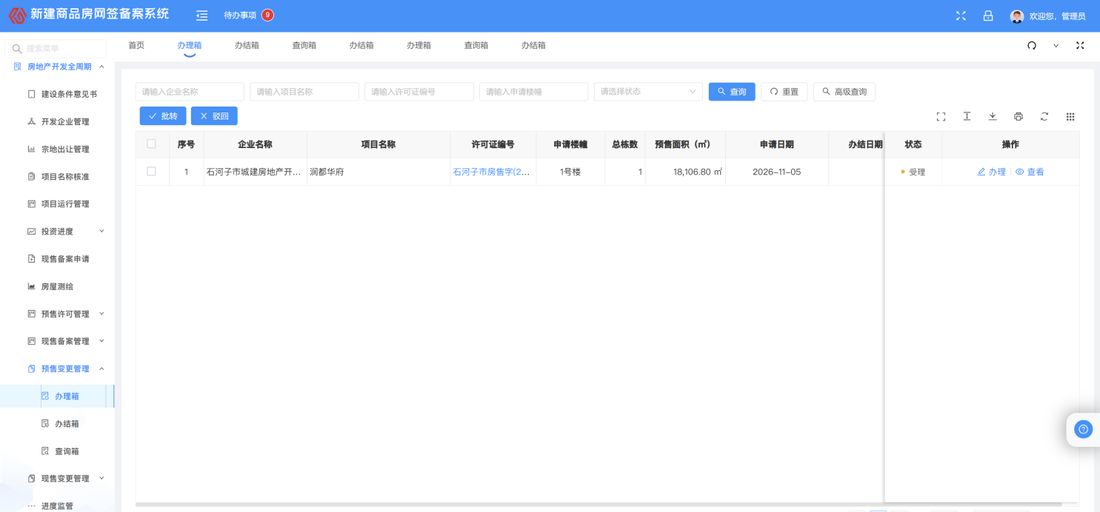 新建商品房网签备案系统
待办事项 9
欢迎您，管理员
搜索菜单
首页 办理箱 办结箱 查询箱 办结箱 办理箱 查询箱 办结箱
房地产开发全周期
建设条件意见书
开发企业管理
宗地出让管理
项目名称核准
项目运行管理
投资进度
现售备案申请
房屋测绘
预售许可管理
现售备案管理
预售变更管理
办理箱
办结箱
查询箱
现售变更管理
进度监管
请输入企业名称 请输入项目名称 请输入许可证编号 请输入申请楼幢 请选择状态 查询 重置 高级查询
批转 驳回
序号 企业名称 项目名称 许可证编号 申请楼幢 总栋数 预售面积（㎡） 申请日期 办结日期 状态 操作
1 石河子市城建房地产开... 润都华府 石河子市房售字(2... 1号楼 1 18,106.80 ㎡ 2026-11-05 受理 办理 查看